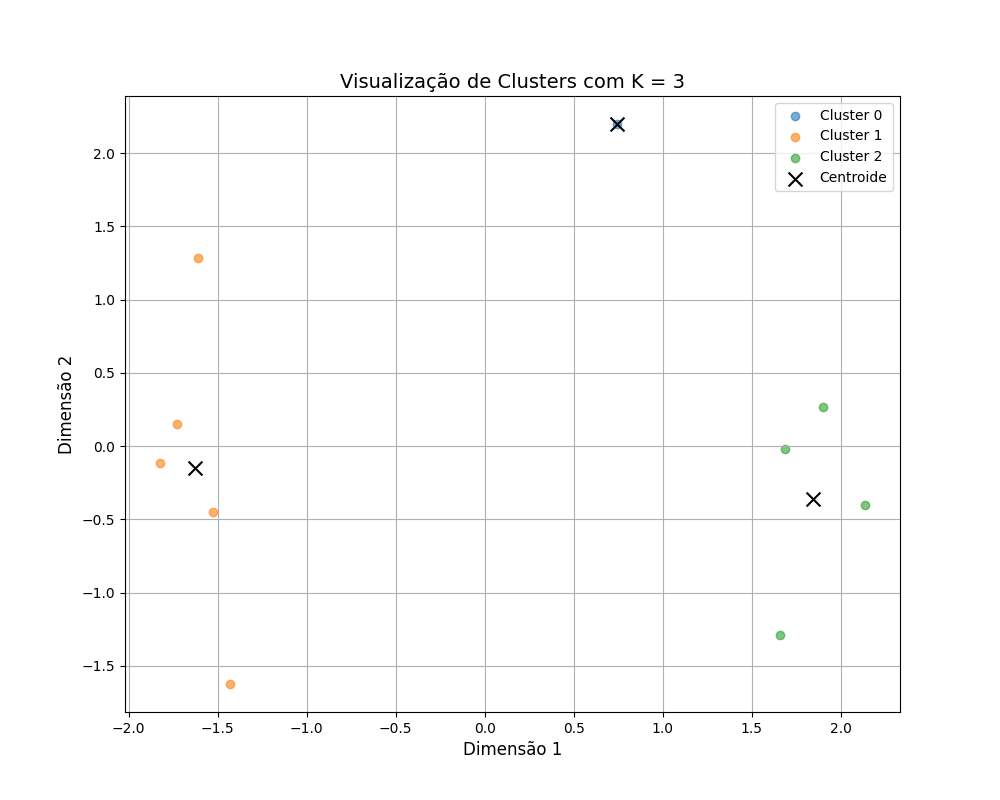 Visualização de Clusters com K = 3
Cluster 0
Cluster 1
Cluster 2
Centroide
Dimensão 2
2.0
1.5
1.0
0.5
0.0
−0.5
−1.0
−1.5
−2.0 −1.5 −1.0 −0.5 0.0 0.5 1.0 1.5 2.0
Dimensão 1